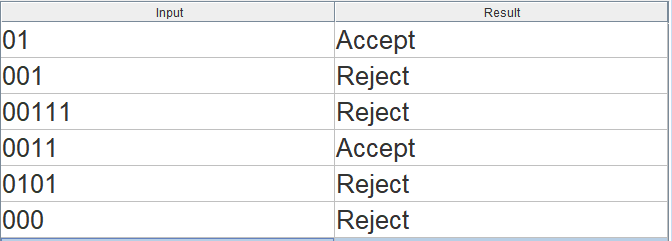 Input Result
01 Accept
001 Reject
00111 Reject
0011 Accept
0101 Reject
000 Reject